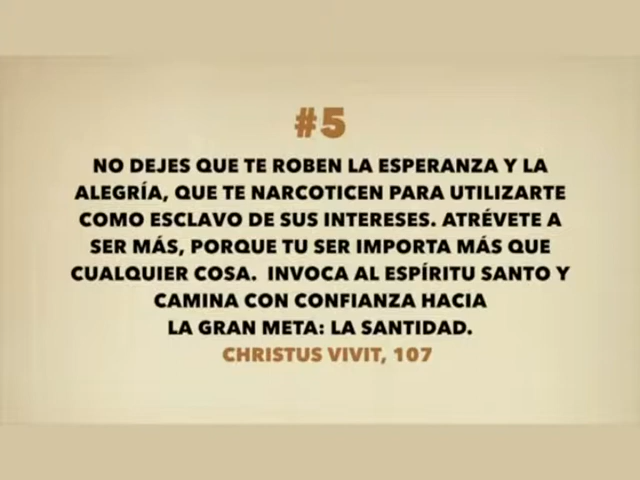 #5
NO DEJES QUE TE ROBEN LA ESPERANZA Y LA
ALEGRÍA, QUE TE NARCOTICEN PARA UTILIZARTE
COMO ESCLAVO DE SUS INTERESES. ATRÉVETE A
SER MÁS, PORQUE TU SER IMPORTA MÁS QUE
CUALQUIER COSA. INVOCA AL ESPÍRITU SANTO Y
CAMINA CON CONFIANZA HACIA
LA GRAN META: LA SANTIDAD.
CHRISTUS VIVIT, 107